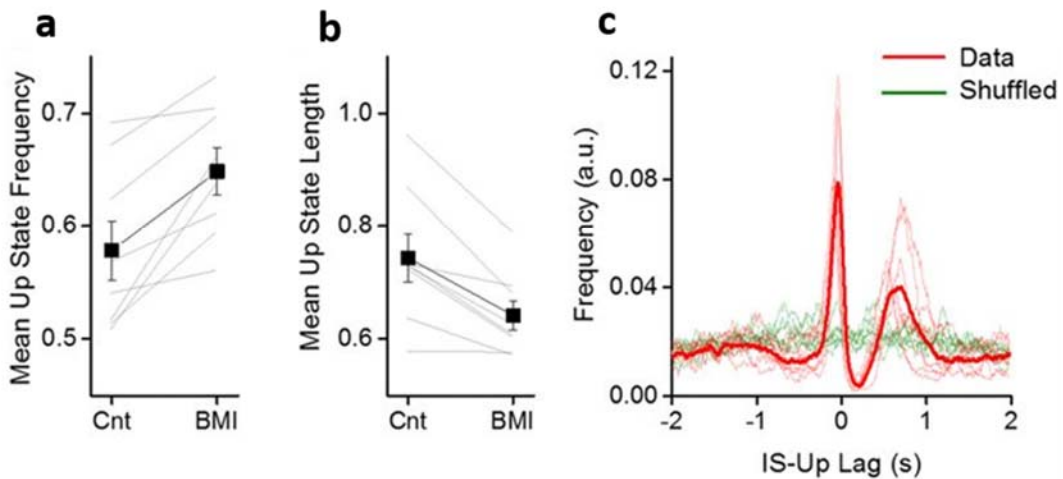 a
Mean Up State Frequency
0.7
0.6
0.5
Cnt BMI
b
Mean Up State Length
1.0
0.8
0.6
Cnt BMI
c
Data
Shuffled
Frequency (a.u.)
0.12
0.08
0.04
0.00
-2 -1 0 1 2
IS-Up Lag (s)